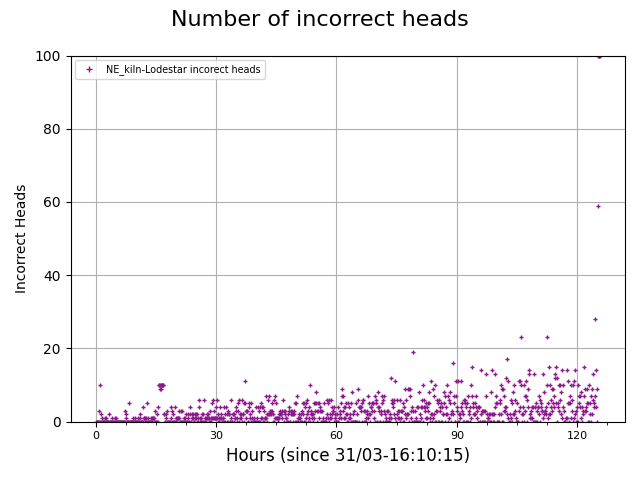 Number of incorrect heads
NE_kiln-Lodestar incorect heads
100
80
60
40
20
0
Incorrect Heads
0 30 60 90 120
Hours (since 31/03-16:10:15)